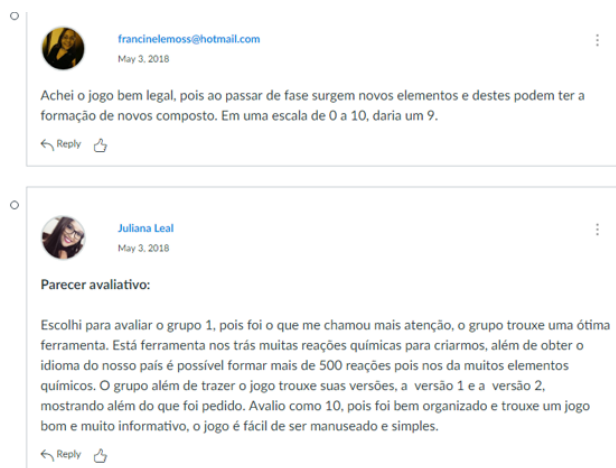 francinelemoss@hotmail.com
May 3, 2018
Achei o jogo bem legal, pois ao passar de fase surgem novos elementos e destes podem ter a
formação de novos composto. Em uma escala de 0 a 10, daria um 9.
Reply
Juliana Leal
May 3, 2018
Parecer avaliativo:
Escolhi para avaliar o grupo 1, pois foi o que me chamou mais atenção, o grupo trouxe uma ótima
ferramenta. Está ferramenta nos trás muitas reações químicas para criarmos, além de obter o
idioma do nosso país é possível formar mais de 500 reações pois nos da muitos elementos
químicos. O grupo além de trazer o jogo trouxe suas versões, a versão 1 e a versão 2,
mostrando além do que foi pedido. Avalio como 10, pois foi bem organizado e trouxe um jogo
bom e muito informativo, o jogo é fácil de ser manuseado e simples.
Reply